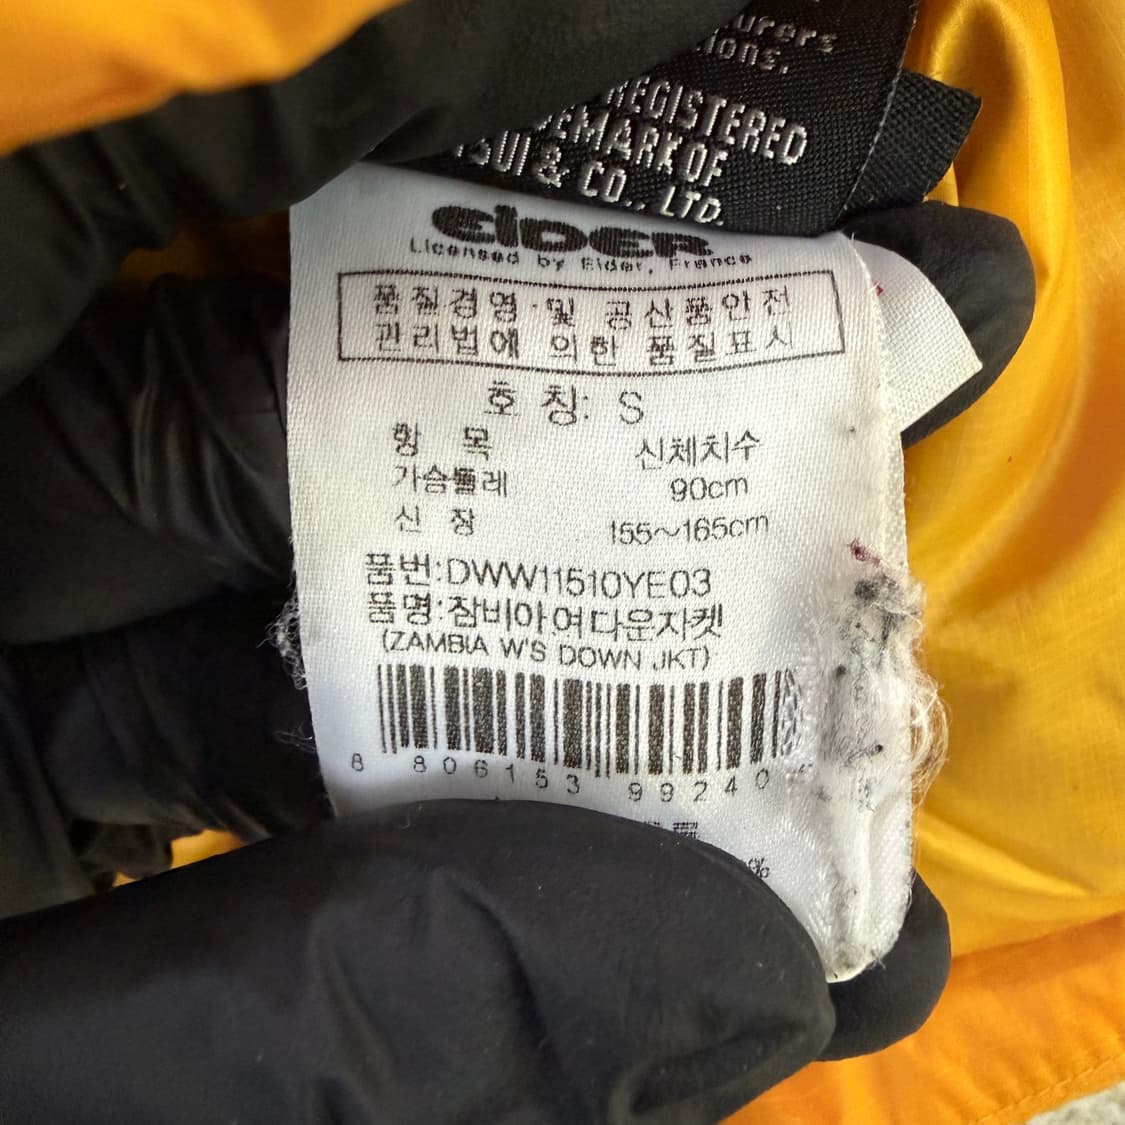 REGISTERED
OF
& CO., LTD.
ElDER
Licensed by Elder, France
품질경영 및 공산품안전
관리법에 의한 품질표시
호 칭: S
항 목 신체치수
가슴둘레 90cm
신 장 155~165cm
품번:DWW11510YE03
품명:잠비아여다운자켓
(ZAMBIA W'S DOWN JKT)
8 806153 99240
%